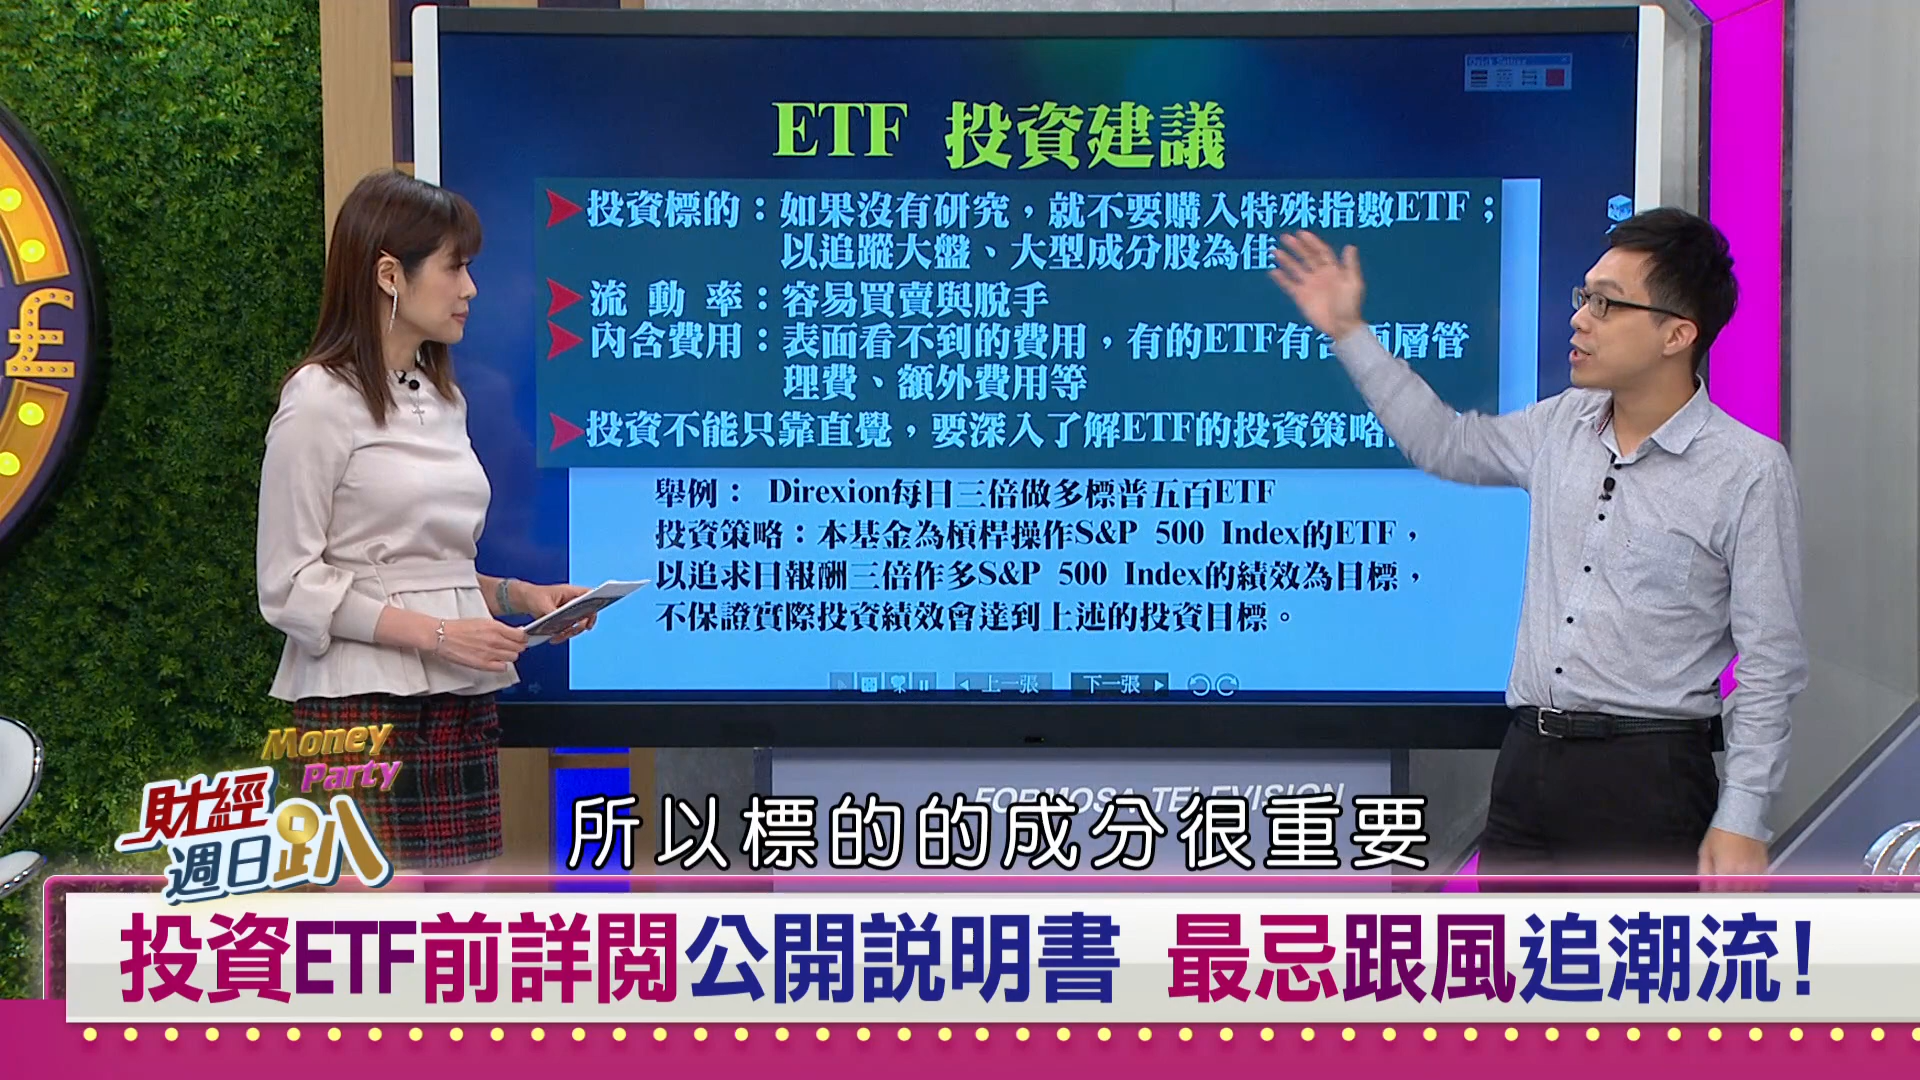 ETF 投資建議
投資標的：如果沒有研究，就不要購入特殊指數ETF；
以追蹤大盤、大型成分股為佳
流動率：容易買賣與脫手
內含費用：表面看不到的費用，有的ETF有含兩層管
理費、額外費用等
投資不能只靠直覺，要深入了解ETF的投資策略
舉例： Direxion每日三倍做多標普五百ETF
投資策略：本基金為槓桿操作S&P 500 Index的ETF，
以追求日報酬三倍作多S&P 500 Index的績效為目標，
不保證實際投資績效會達到上述的投資目標。
上一張 下一張
FORMOSA TELEVISION
Money
Party
財經
週日趴
所以標的的成分很重要
投資ETF前詳閱公開說明書 最忌跟風追潮流！
£